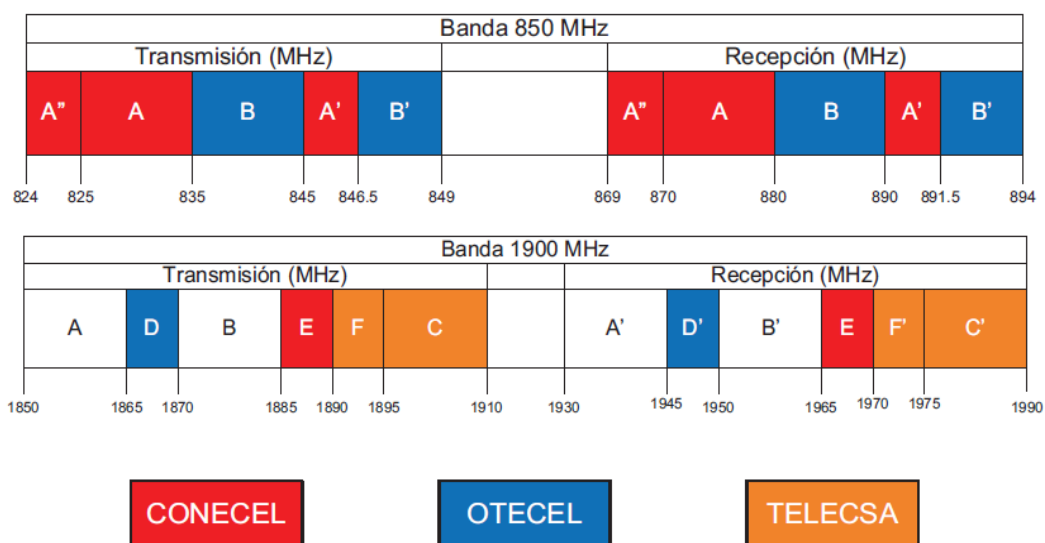 Banda 850 MHz
Transmisión (MHz) Recepción (MHz)
A” A B A’ B’ A” A B A’ B’
824 825 835 845 846.5 849 869 870 880 890 891.5 894
Banda 1900 MHz
Transmisión (MHz) Recepción (MHz)
A D B E F C A’ D’ B’ E F’ C’
1850 1865 1870 1885 1890 1895 1910 1930 1945 1950 1965 1970 1975 1990
CONECEL OTECEL TELECSA